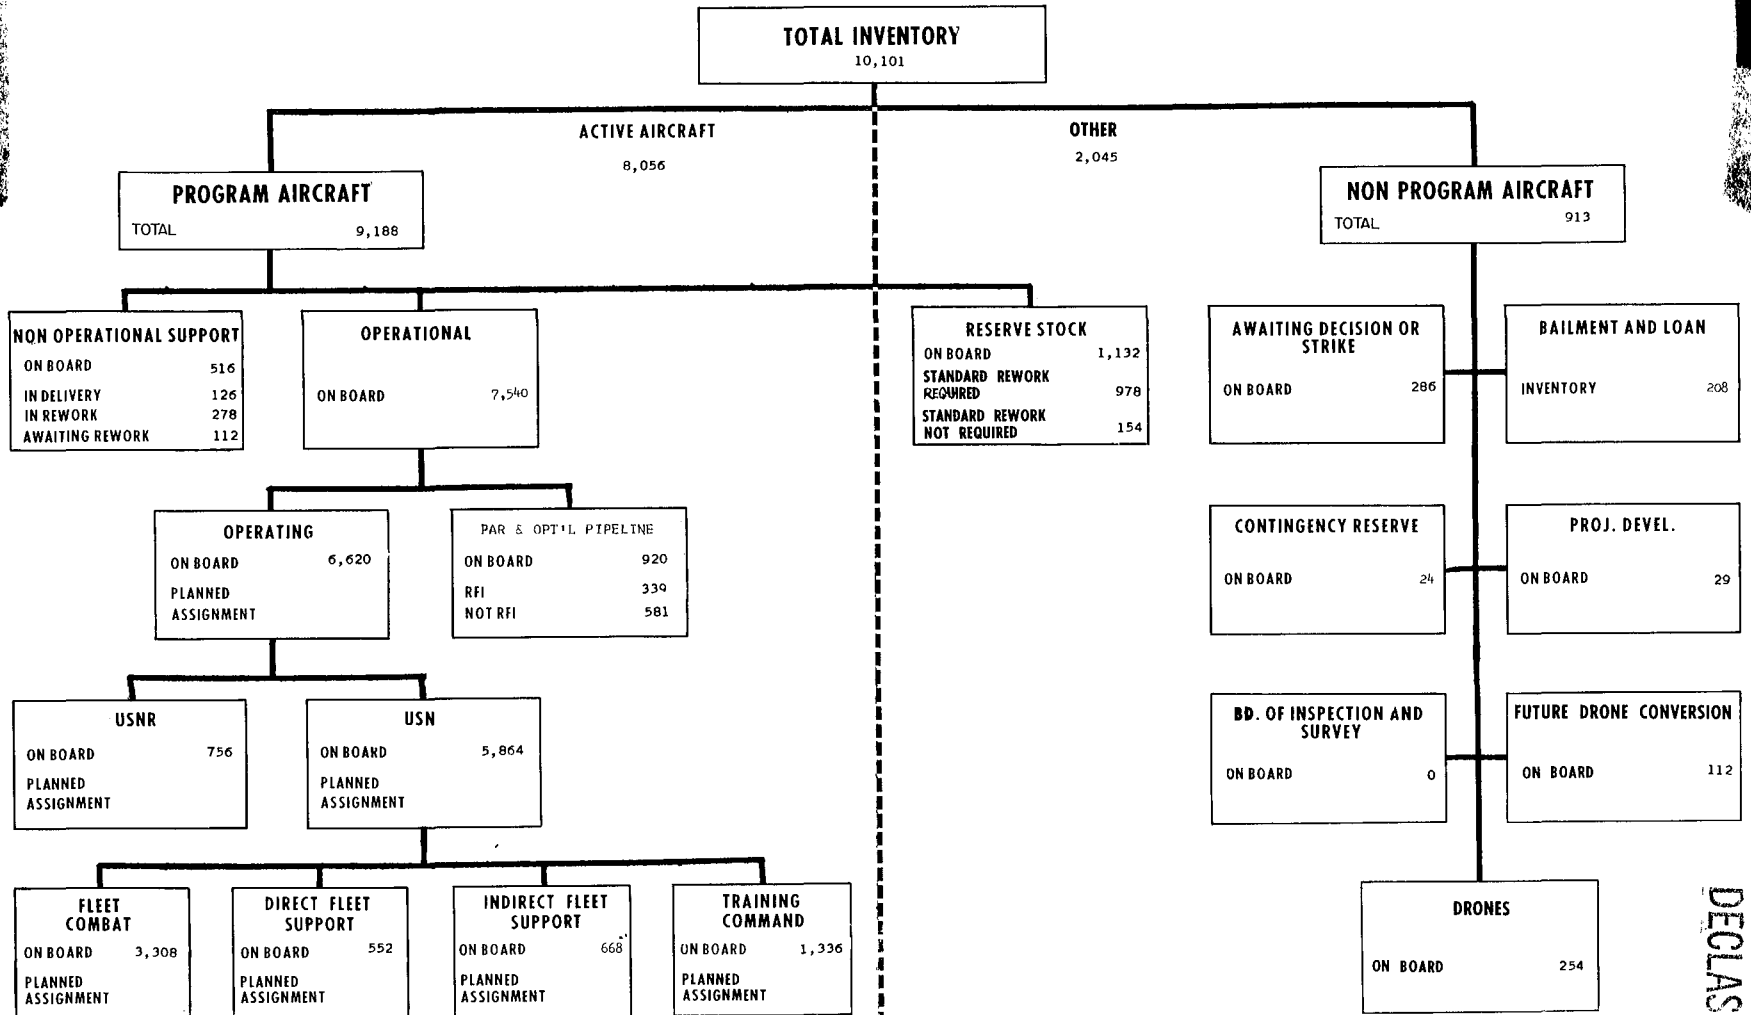 TOTAL INVENTORY
10,101
ACTIVE AIRCRAFT
8,056
OTHER
2,045
PROGRAM AIRCRAFT
TOTAL 9,188
NON PROGRAM AIRCRAFT
TOTAL 913
NON OPERATIONAL SUPPORT
ON BOARD 516
IN DELIVERY 126
IN REWORK 278
AWAITING REWORK 112
OPERATIONAL
ON BOARD 7,540
RESERVE STOCK
ON BOARD 1,132
STANDARD REWORK
REQUIRED 978
STANDARD REWORK
NOT REQUIRED 154
AWAITING DECISION OR
STRIKE
ON BOARD 286
BAILMENT AND LOAN
INVENTORY 208
OPERATING
ON BOARD 6,620
PLANNED
ASSIGNMENT
PAR & OPT'L PIPELINE
ON BOARD 920
RFI 339
NOT RFI 581
CONTINGENCY RESERVE
ON BOARD 24
PROJ. DEVEL.
ON BOARD 29
USNR
ON BOARD 756
PLANNED
ASSIGNMENT
USN
ON BOARD 5,864
PLANNED
ASSIGNMENT
BD. OF INSPECTION AND
SURVEY
ON BOARD 0
FUTURE DRONE CONVERSION
ON BOARD 112
FLEET
COMBAT
ON BOARD 3,308
PLANNED
ASSIGNMENT
DIRECT FLEET
SUPPORT
ON BOARD 552
PLANNED
ASSIGNMENT
INDIRECT FLEET
SUPPORT
ON BOARD 668
PLANNED
ASSIGNMENT
TRAINING
COMMAND
ON BOARD 1,336
PLANNED
ASSIGNMENT
DRONES
ON BOARD 254
DECLAS